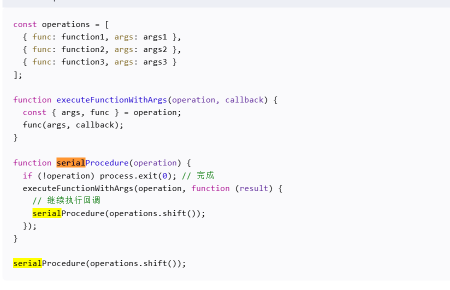 const operations = [
{ func: function1, args: args1 },
{ func: function2, args: args2 },
{ func: function3, args: args3 }
];
function executeFunctionWithArgs(operation, callback) {
const { args, func } = operation;
func(args, callback);
}
function serialProcedure(operation) {
if (!operation) process.exit(0); // 完成
executeFunctionWithArgs(operation, function (result) {
// 继续执行回调
serialProcedure(operations.shift());
});
}
serialProcedure(operations.shift());